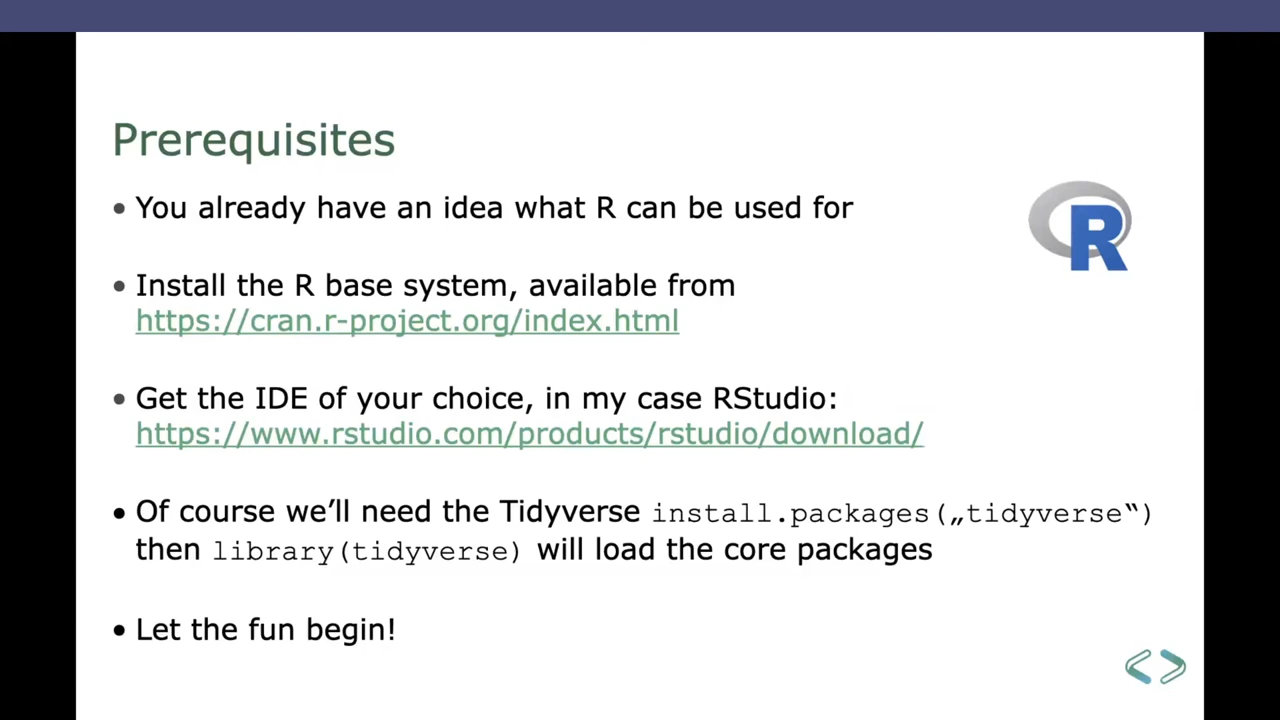 Prerequisites
• You already have an idea what R can be used for
• Install the R base system, available from
https://cran.r-project.org/index.html
• Get the IDE of your choice, in my case RStudio:
https://www.rstudio.com/products/rstudio/download/
• Of course we’ll need the Tidyverse install.packages(„tidyverse“)
then library(tidyverse) will load the core packages
• Let the fun begin!
R
<>